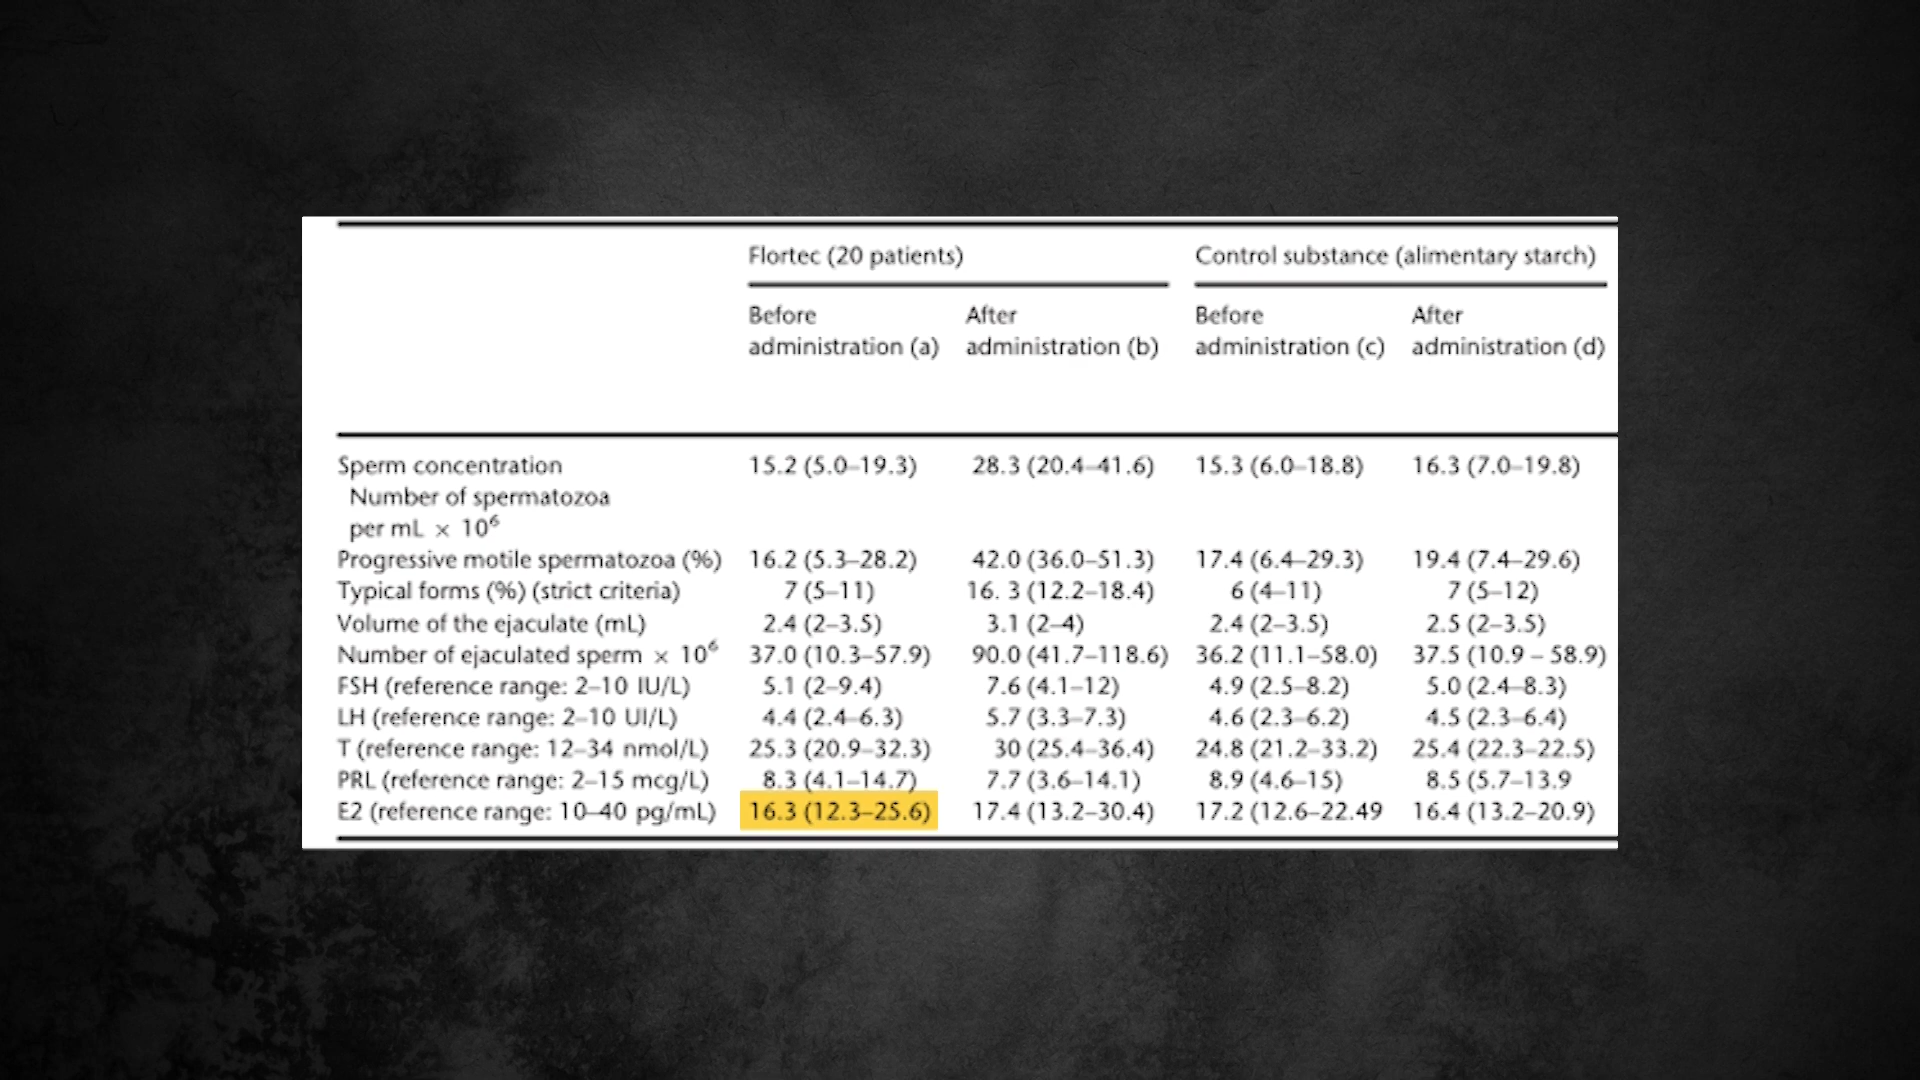 Flortec (20 patients) Control substance (alimentary starch)
Before After Before After
administration (a) administration (b) administration (c) administration (d)
Sperm concentration 15.2 (5.0–19.3) 28.3 (20.4–41.6) 15.3 (6.0–18.8) 16.3 (7.0–19.8)
Number of spermatozoa
per mL × 10⁶
Progressive motile spermatozoa (%) 16.2 (5.3–28.2) 42.0 (36.0–51.3) 17.4 (6.4–29.3) 19.4 (7.4–29.6)
Typical forms (%) (strict criteria) 7 (5–11) 16. 3 (12.2–18.4) 6 (4–11) 7 (5–12)
Volume of the ejaculate (mL) 2.4 (2–3.5) 3.1 (2–4) 2.4 (2–3.5) 2.5 (2–3.5)
Number of ejaculated sperm × 10⁶ 37.0 (10.3–57.9) 90.0 (41.7–118.6) 36.2 (11.1–58.0) 37.5 (10.9 – 58.9)
FSH (reference range: 2–10 IU/L) 5.1 (2–9.4) 7.6 (4.1–12) 4.9 (2.5–8.2) 5.0 (2.4–8.3)
LH (reference range: 2–10 UI/L) 4.4 (2.4–6.3) 5.7 (3.3–7.3) 4.6 (2.3–6.2) 4.5 (2.3–6.4)
T (reference range: 12–34 nmol/L) 25.3 (20.9–32.3) 30 (25.4–36.4) 24.8 (21.2–33.2) 25.4 (22.3–22.5)
PRL (reference range: 2–15 mcg/L) 8.3 (4.1–14.7) 7.7 (3.6–14.1) 8.9 (4.6–15) 8.5 (5.7–13.9
E2 (reference range: 10–40 pg/mL) 16.3 (12.3–25.6) 17.4 (13.2–30.4) 17.2 (12.6–22.49 16.4 (13.2–20.9)